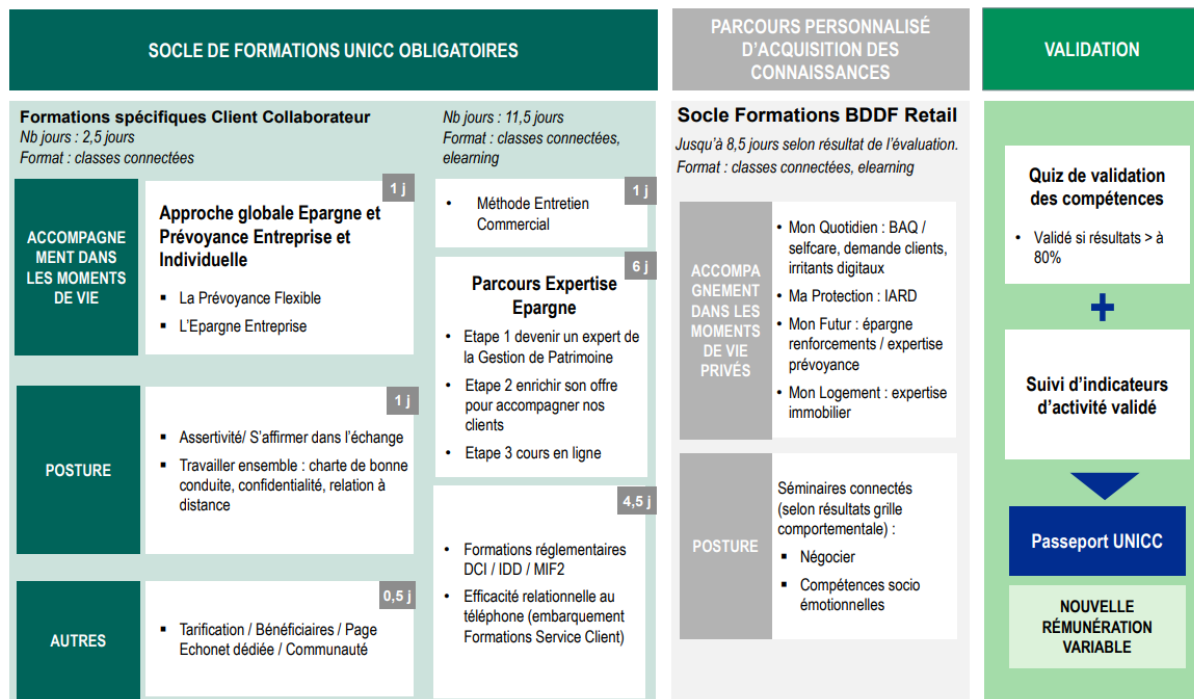 SOCLE DE FORMATIONS UNICC OBLIGATOIRES
Formations spécifiques Client Collaborateur
Nb jours : 2,5 jours
Format : classes connectées
ACCOMPAGNE
MENT DANS
LES MOMENTS
DE VIE
1 j
Approche globale Epargne et
Prévoyance Entreprise et
Individuelle
▪ La Prévoyance Flexible
▪ L'Epargne Entreprise
POSTURE
1 j
▪ Assertivité/ S'affirmer dans l'échange
▪ Travailler ensemble : charte de bonne
conduite, confidentialité, relation à
distance
AUTRES
0,5 j
▪ Tarification / Bénéficiaires / Page
Echonet dédiée / Communauté
Nb jours : 11,5 jours
Format : classes connectées,
elearning
1 j
• Méthode Entretien
Commercial
6 j
Parcours Expertise
Epargne
• Etape 1 devenir un expert de
la Gestion de Patrimoine
• Etape 2 enrichir son offre
pour accompagner nos
clients
• Etape 3 cours en ligne
4,5 j
• Formations réglementaires
DCI / IDD / MIF2
• Efficacité relationnelle au
téléphone (embarquement
Formations Service Client)
PARCOURS PERSONNALISÉ
D'ACQUISITION DES
CONNAISSANCES
Socle Formations BDDF Retail
Jusqu'à 8,5 jours selon résultat de l'évaluation.
Format : classes connectées, elearning
ACCOMPA
GNEMENT
DANS LES
MOMENTS
DE VIE
PRIVÉS
• Mon Quotidien : BAQ /
selfcare, demande clients,
irritants digitaux
• Ma Protection : IARD
• Mon Futur : épargne
renforcements / expertise
prévoyance
• Mon Logement : expertise
immobilier
POSTURE
Séminaires connectés
(selon résultats grille
comportementale) :
▪ Négocier
▪ Compétences socio
émotionnelles
VALIDATION
Quiz de validation
des compétences
• Validé si résultats > à
80%
+
Suivi d'indicateurs
d'activité validé
Passeport UNICC
NOUVELLE
RÉMUNÉRATION
VARIABLE